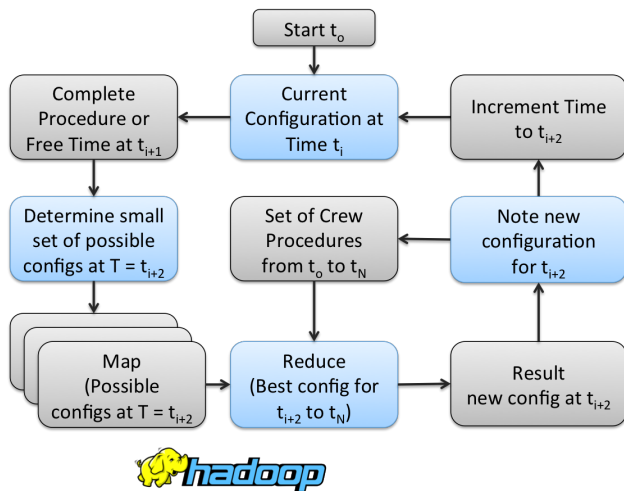 Start t₀
Complete
Procedure or
Free Time at tᵢ₊₁
Current
Configuration at
Time tᵢ
Increment Time
to tᵢ₊₂
Determine small
set of possible
configs at T = tᵢ₊₂
Set of Crew
Procedures
from t₀ to t_N
Note new
configuration
for tᵢ₊₂
Map
(Possible
configs at T = tᵢ₊₂
Reduce
(Best config for
tᵢ₊₂ to t_N)
Result
new config at tᵢ₊₂
hadoop